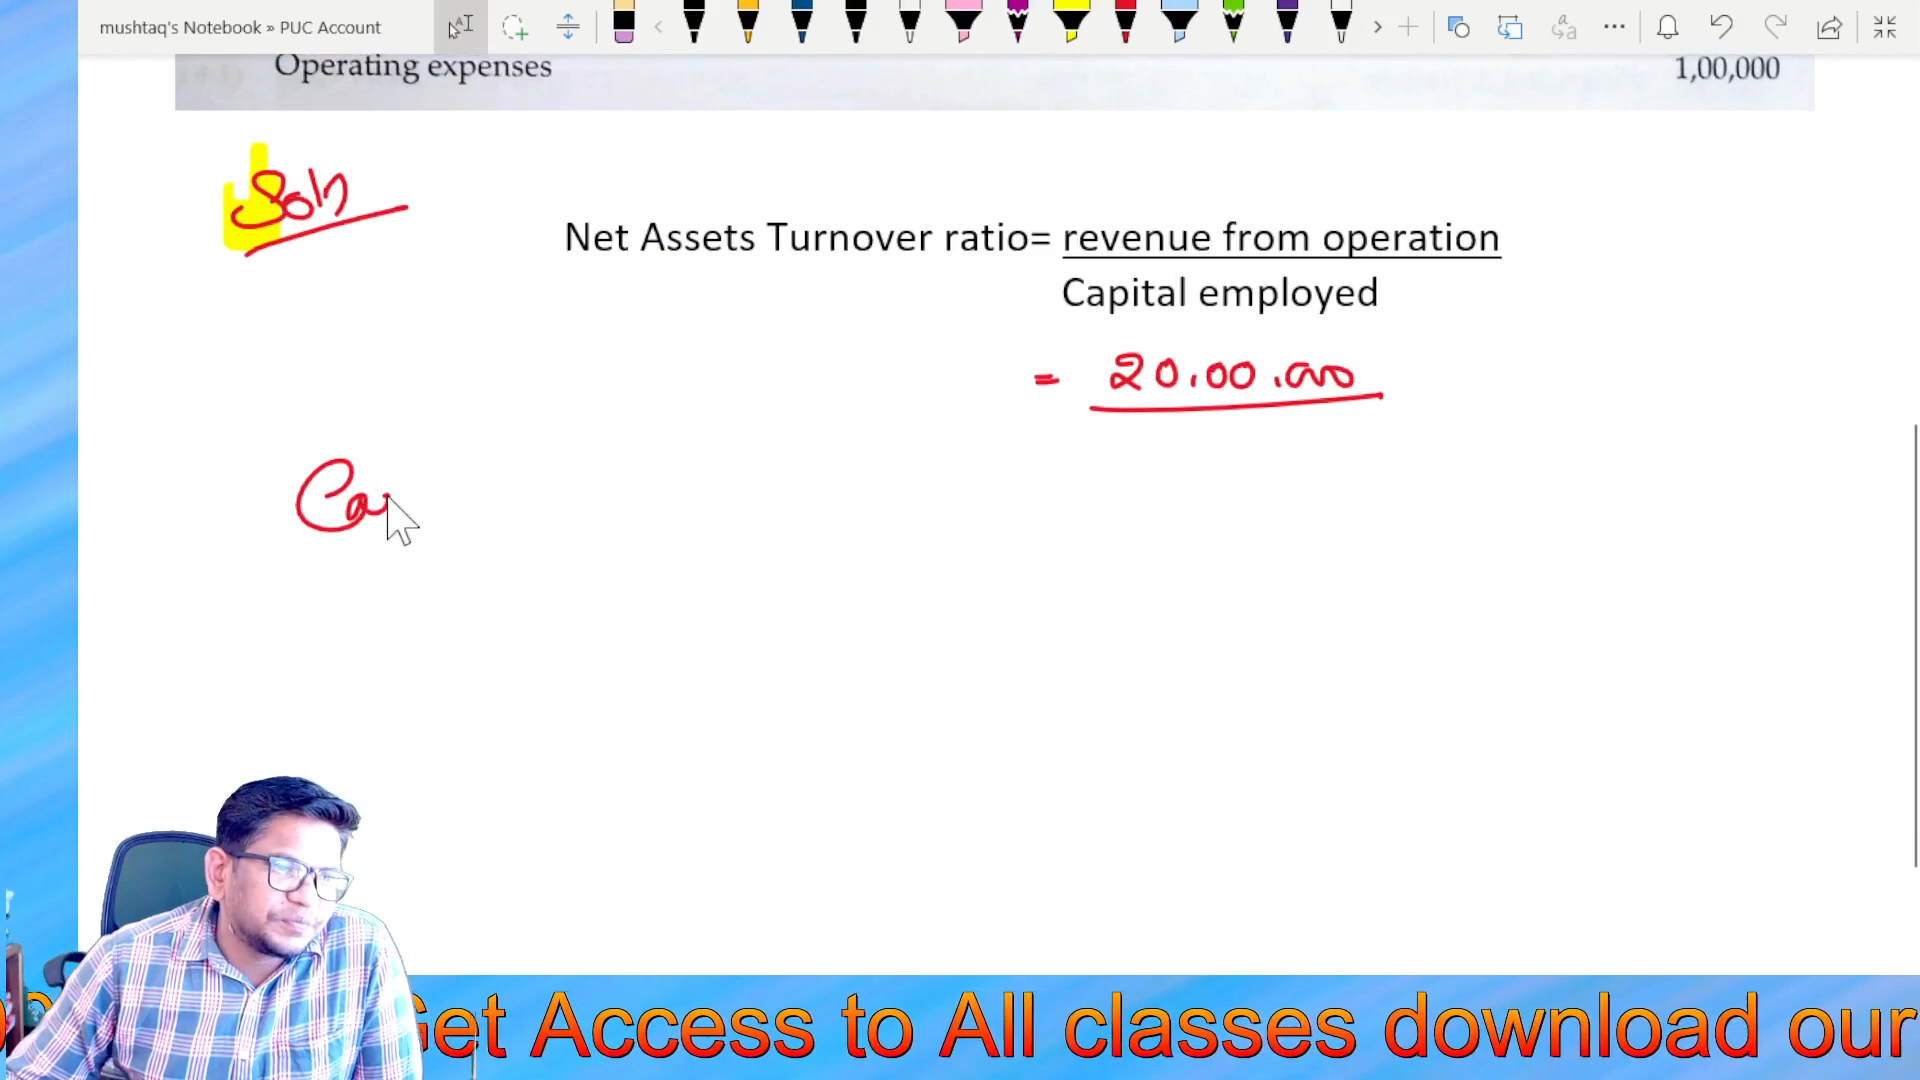 mushtaq's Notebook » PUC Account
Operating expenses 1,00,000
Soln
Net Assets Turnover ratio= revenue from operation
Capital employed
= 20,00,000
Ca
Get Access to All classes download our